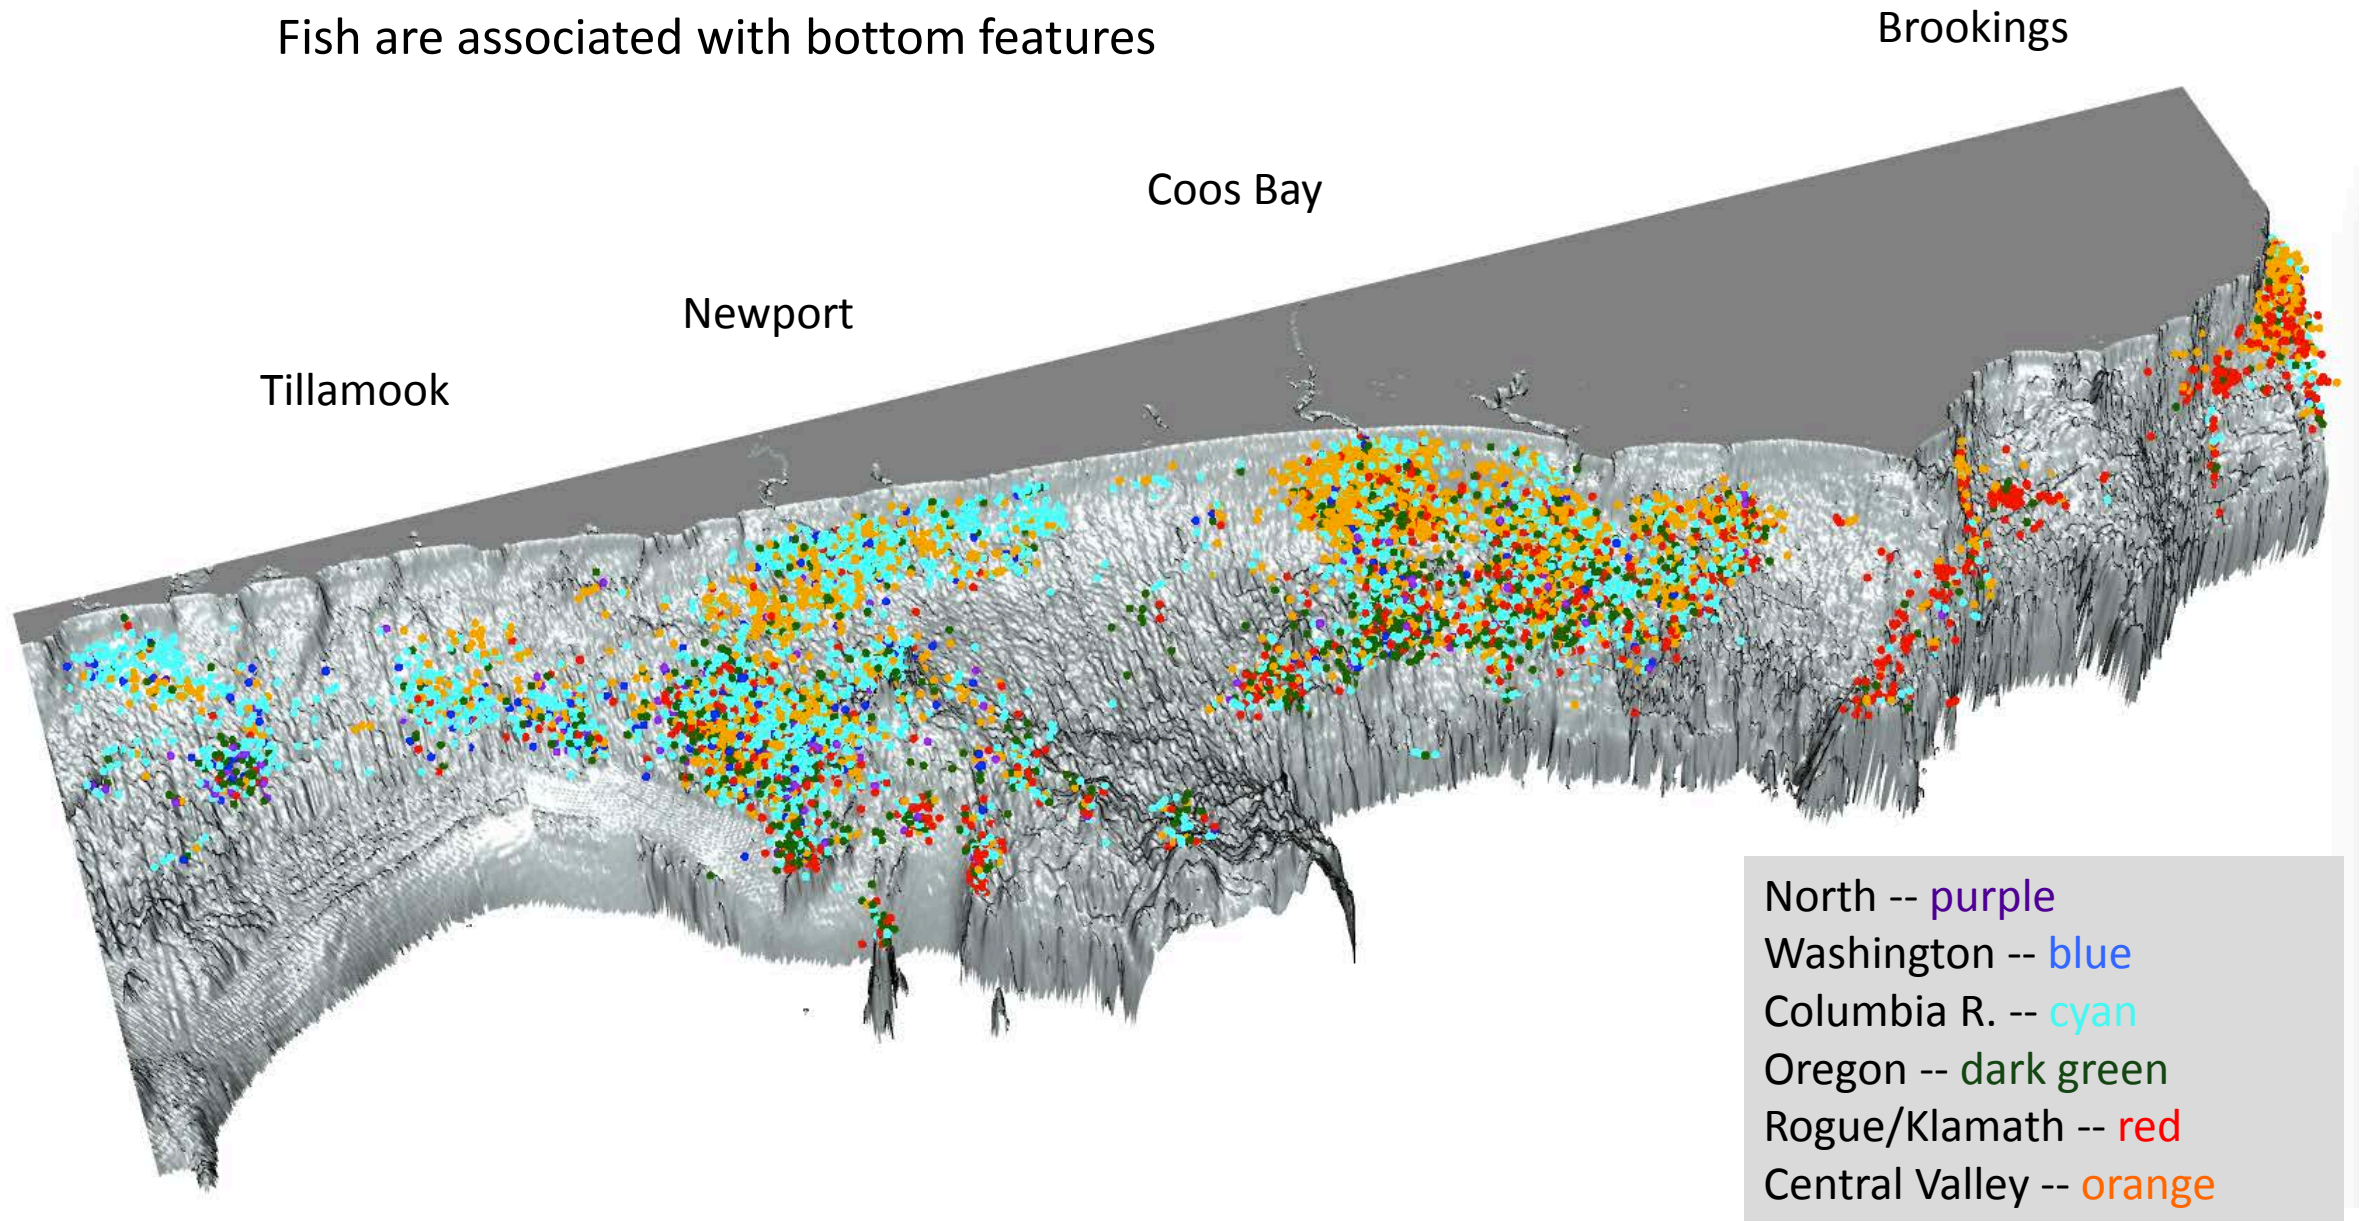 Fish are associated with bottom features
Brookings
Coos Bay
Newport
Tillamook
North -- purple
Washington -- blue
Columbia R. -- cyan
Oregon -- dark green
Rogue/Klamath -- red
Central Valley -- orange